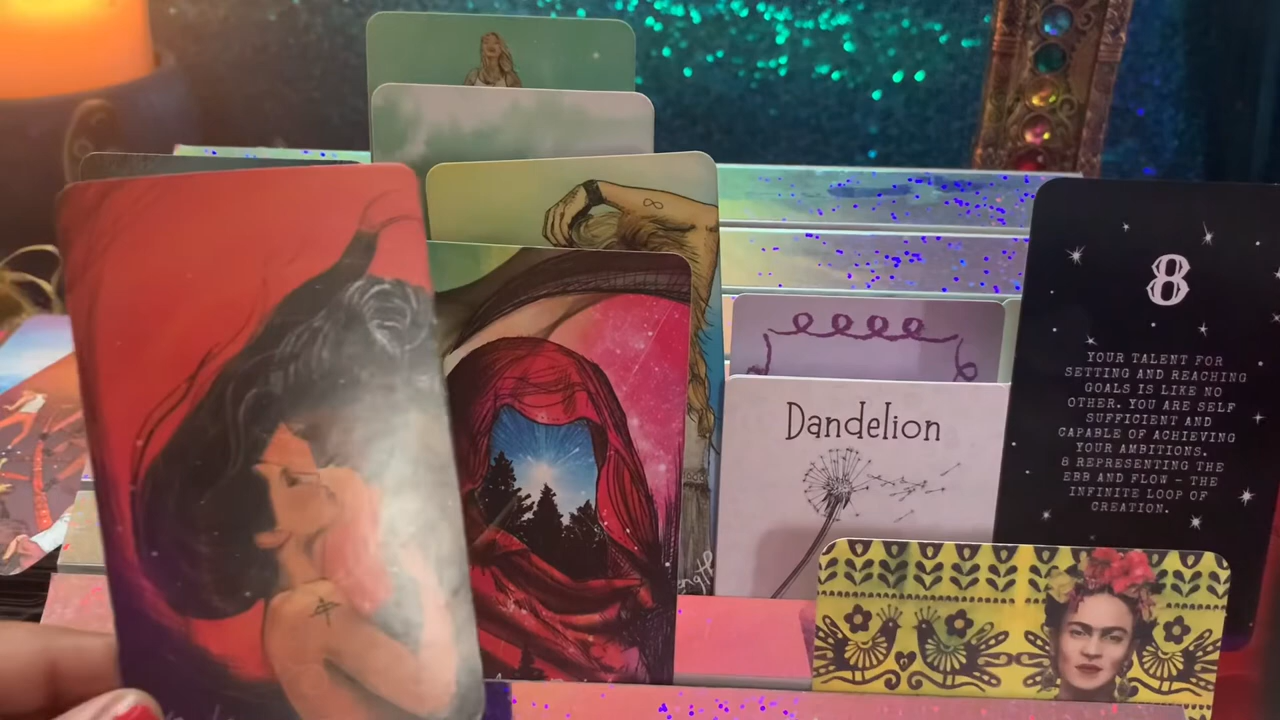 Dandelion
8
YOUR TALENT FOR
SETTING AND REACHING
GOALS IS LIKE NO
OTHER. YOU ARE SELF
SUFFICIENT AND
CAPABLE OF ACHIEVING
YOUR AMBITIONS.
8 REPRESENTING THE
EBB AND FLOW - THE
INFINITE LOOP OF
CREATION.